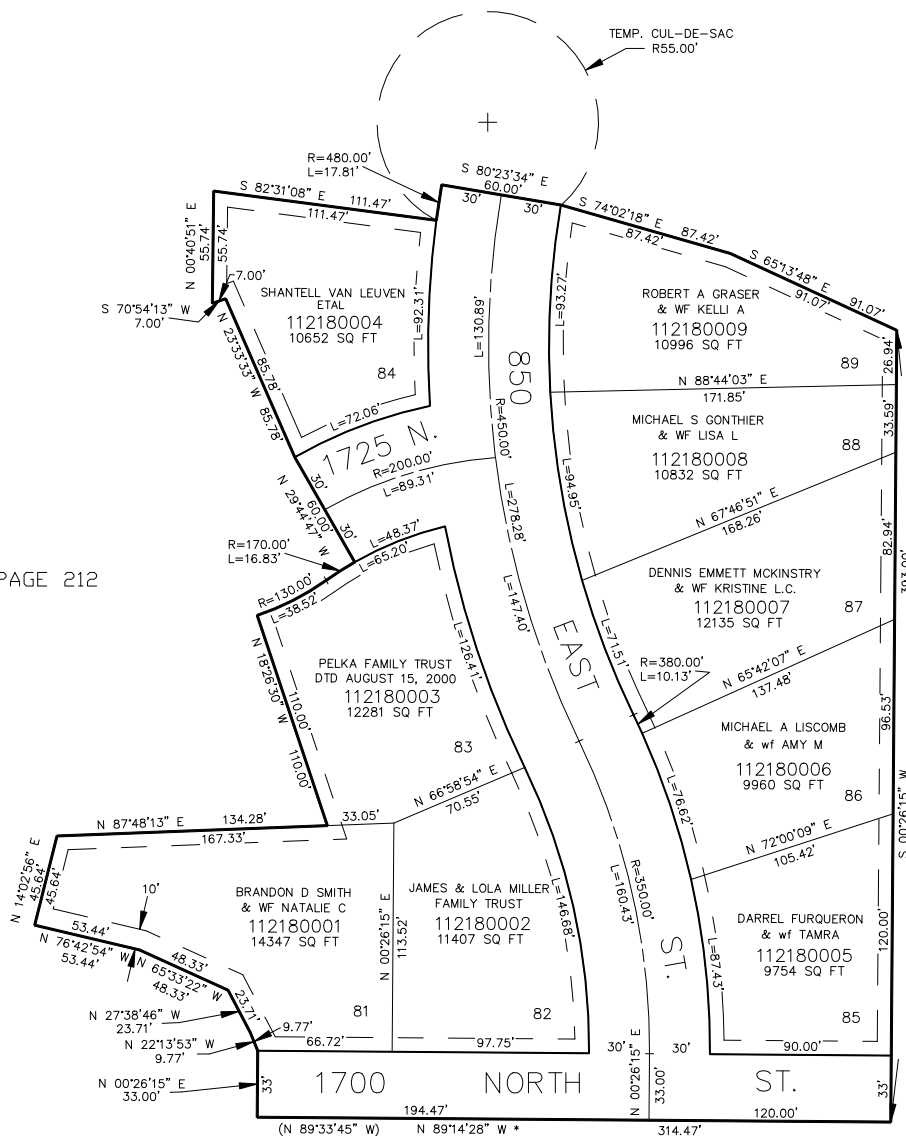 TEMP. CUL-DE-SAC
R55.00'
R=480.00'
L=17.81'
S 80°23'34" E
60.00'
30'
30'
S 82°31'08" E
111.47'
111.47'
S 74°02'18" E
87.42'
87.42'
S 65°13'48" E
91.07'
91.07'
N 00°40'51" E
55.74'
55.74'
7.00'
S 70°54'13" W
7.00'
SHANTELL VAN LEUVEN
ETAL
112180004
10652 SQ FT
84
L=92.31'
L=130.89'
L=93.27'
ROBERT A GRASER
& WF KELLI A
112180009
10996 SQ FT
89
26.94'
N 23°33'33" W
85.78'
85.78'
L=72.06'
850
N 88°44'03" E
171.85'
33.59'
MICHAEL S GONTHIER
& WF LISA L
112180008
10832 SQ FT
88
1725 N.
R=450.00'
R=200.00'
L=89.31'
30'
60.00'
30'
N 29°44'47" W
L=278.28'
L=94.95'
N 67°46'51" E
168.26'
82.94'
393.00'
L=48.37'
L=65.20'
R=170.00'
L=16.83'
R=130.00'
L=38.52'
PAGE 212
DENNIS EMMETT MCKINSTRY
& WF KRISTINE L.C.
112180007
12135 SQ FT
87
L=147.40'
L=71.51'
EAST
R=380.00'
L=10.13'
N 65°42'07" E
137.48'
PELKA FAMILY TRUST
DTD AUGUST 15, 2000
112180003
12281 SQ FT
83
L=126.41'
N 18°26'30" W
110.00'
110.00'
96.53'
MICHAEL A LISCOMB
& wf AMY M
112180006
9960 SQ FT
86
L=76.62'
N 66°58'54" E
70.55'
33.05'
N 87°48'13" E
134.28'
167.33'
N 14°02'56" E
45.64'
45.64'
N 72°00'09" E
105.42'
S 00°26'15" W
10'
BRANDON D SMITH
& WF NATALIE C
112180001
14347 SQ FT
81
N 00°26'15" E
113.52'
JAMES & LOLA MILLER
FAMILY TRUST
112180002
11407 SQ FT
82
L=146.68'
L=160.43'
R=350.00'
ST.
L=87.43'
DARREL FURQUERON
& wf TAMRA
112180005
9754 SQ FT
85
120.00'
53.44'
N 76°42'54" W
53.44'
48.33'
N 65°33'22" W
48.33'
23.71'
N 27°38'46" W
23.71'
N 22°13'53" W
9.77'
9.77'
66.72'
97.75'
30'
30'
90.00'
N 00°26'15" E
33.00'
33'
1700 NORTH ST.
N 00°26'15" E
33.00'
33'
194.47'
120.00'
(N 89°33'45" W)
N 89°14'28" W *
314.47'